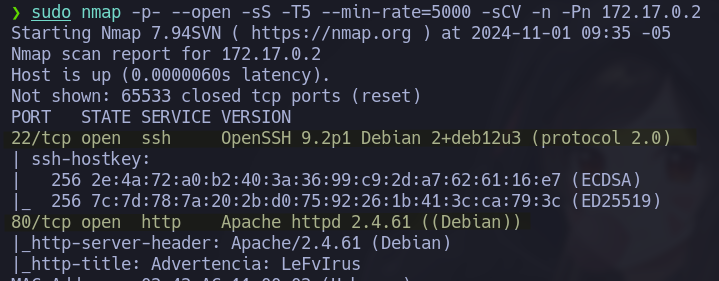 ❯ sudo nmap -p- --open -sS -T5 --min-rate=5000 -sCV -n -Pn 172.17.0.2
Starting Nmap 7.94SVN ( https://nmap.org ) at 2024-11-01 09:35 -05
Nmap scan report for 172.17.0.2
Host is up (0.0000060s latency).
Not shown: 65533 closed tcp ports (reset)
PORT   STATE SERVICE VERSION
22/tcp open  ssh     OpenSSH 9.2p1 Debian 2+deb12u3 (protocol 2.0)
| ssh-hostkey:
|   256 2e:4a:72:a0:b2:40:3a:36:99:c9:2d:a7:62:61:16:e7 (ECDSA)
|_  256 7c:7d:78:7a:20:2b:d0:75:92:26:1b:41:3c:ca:79:3c (ED25519)
80/tcp open  http    Apache httpd 2.4.61 ((Debian))
|_http-server-header: Apache/2.4.61 (Debian)
|_http-title: Advertencia: LeFvIrus